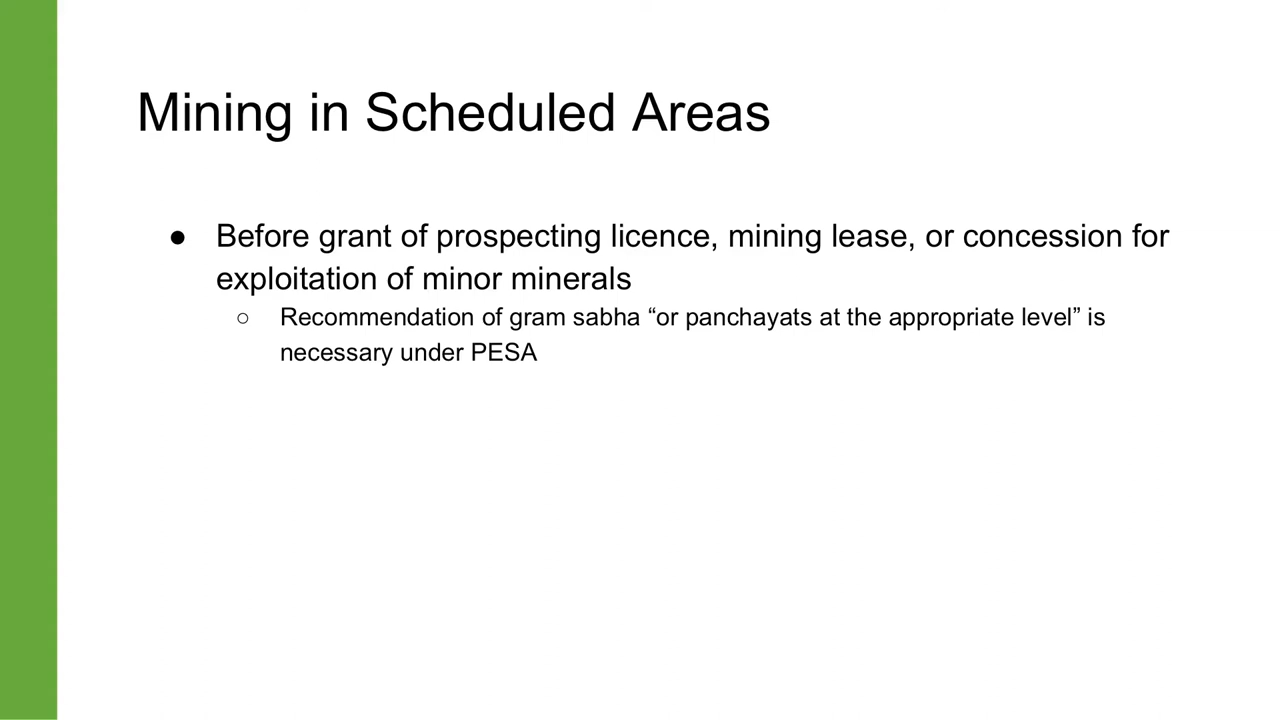 Mining in Scheduled Areas
● Before grant of prospecting licence, mining lease, or concession for
exploitation of minor minerals
○ Recommendation of gram sabha “or panchayats at the appropriate level” is
necessary under PESA